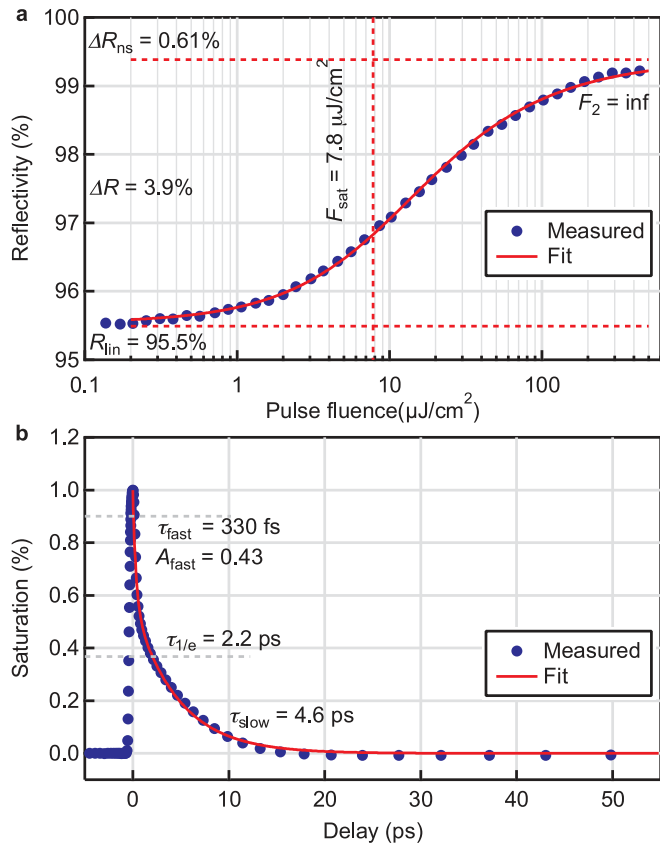 a
100
99
98
97
96
95
Reflectivity (%)
ΔRns = 0.61%
ΔR = 3.9%
Rlin = 95.5%
Fsat = 7.8 μJ/cm²
F2 = inf
Measured
Fit
0.1
1
10
100
Pulse fluence(μJ/cm²)
b
1.2
1.0
0.8
0.6
0.4
0.2
0.0
Saturation (%)
τfast = 330 fs
Afast = 0.43
τ1/e = 2.2 ps
τslow = 4.6 ps
Measured
Fit
0
10
20
30
40
50
Delay (ps)